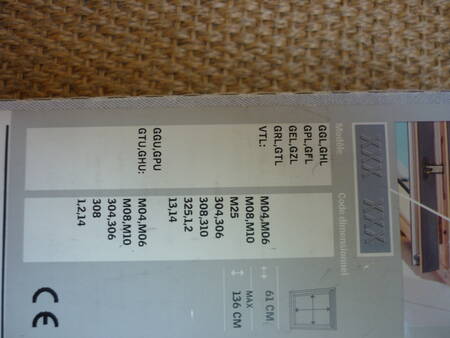 XXX XXX
Modèle
Code dimensionnel
GGL,GHL
GPL,GFL
GEL,GZL
GRL,GTL
VTL:
M04,M06
M08,M10
M25
304,306
308,310
325,1,2
13,14
GGU,GPU
GTU,GHU:
M04,M06
M08,M10
304,306
308
1,2,14
61 CM
MAX
136 CM
CE